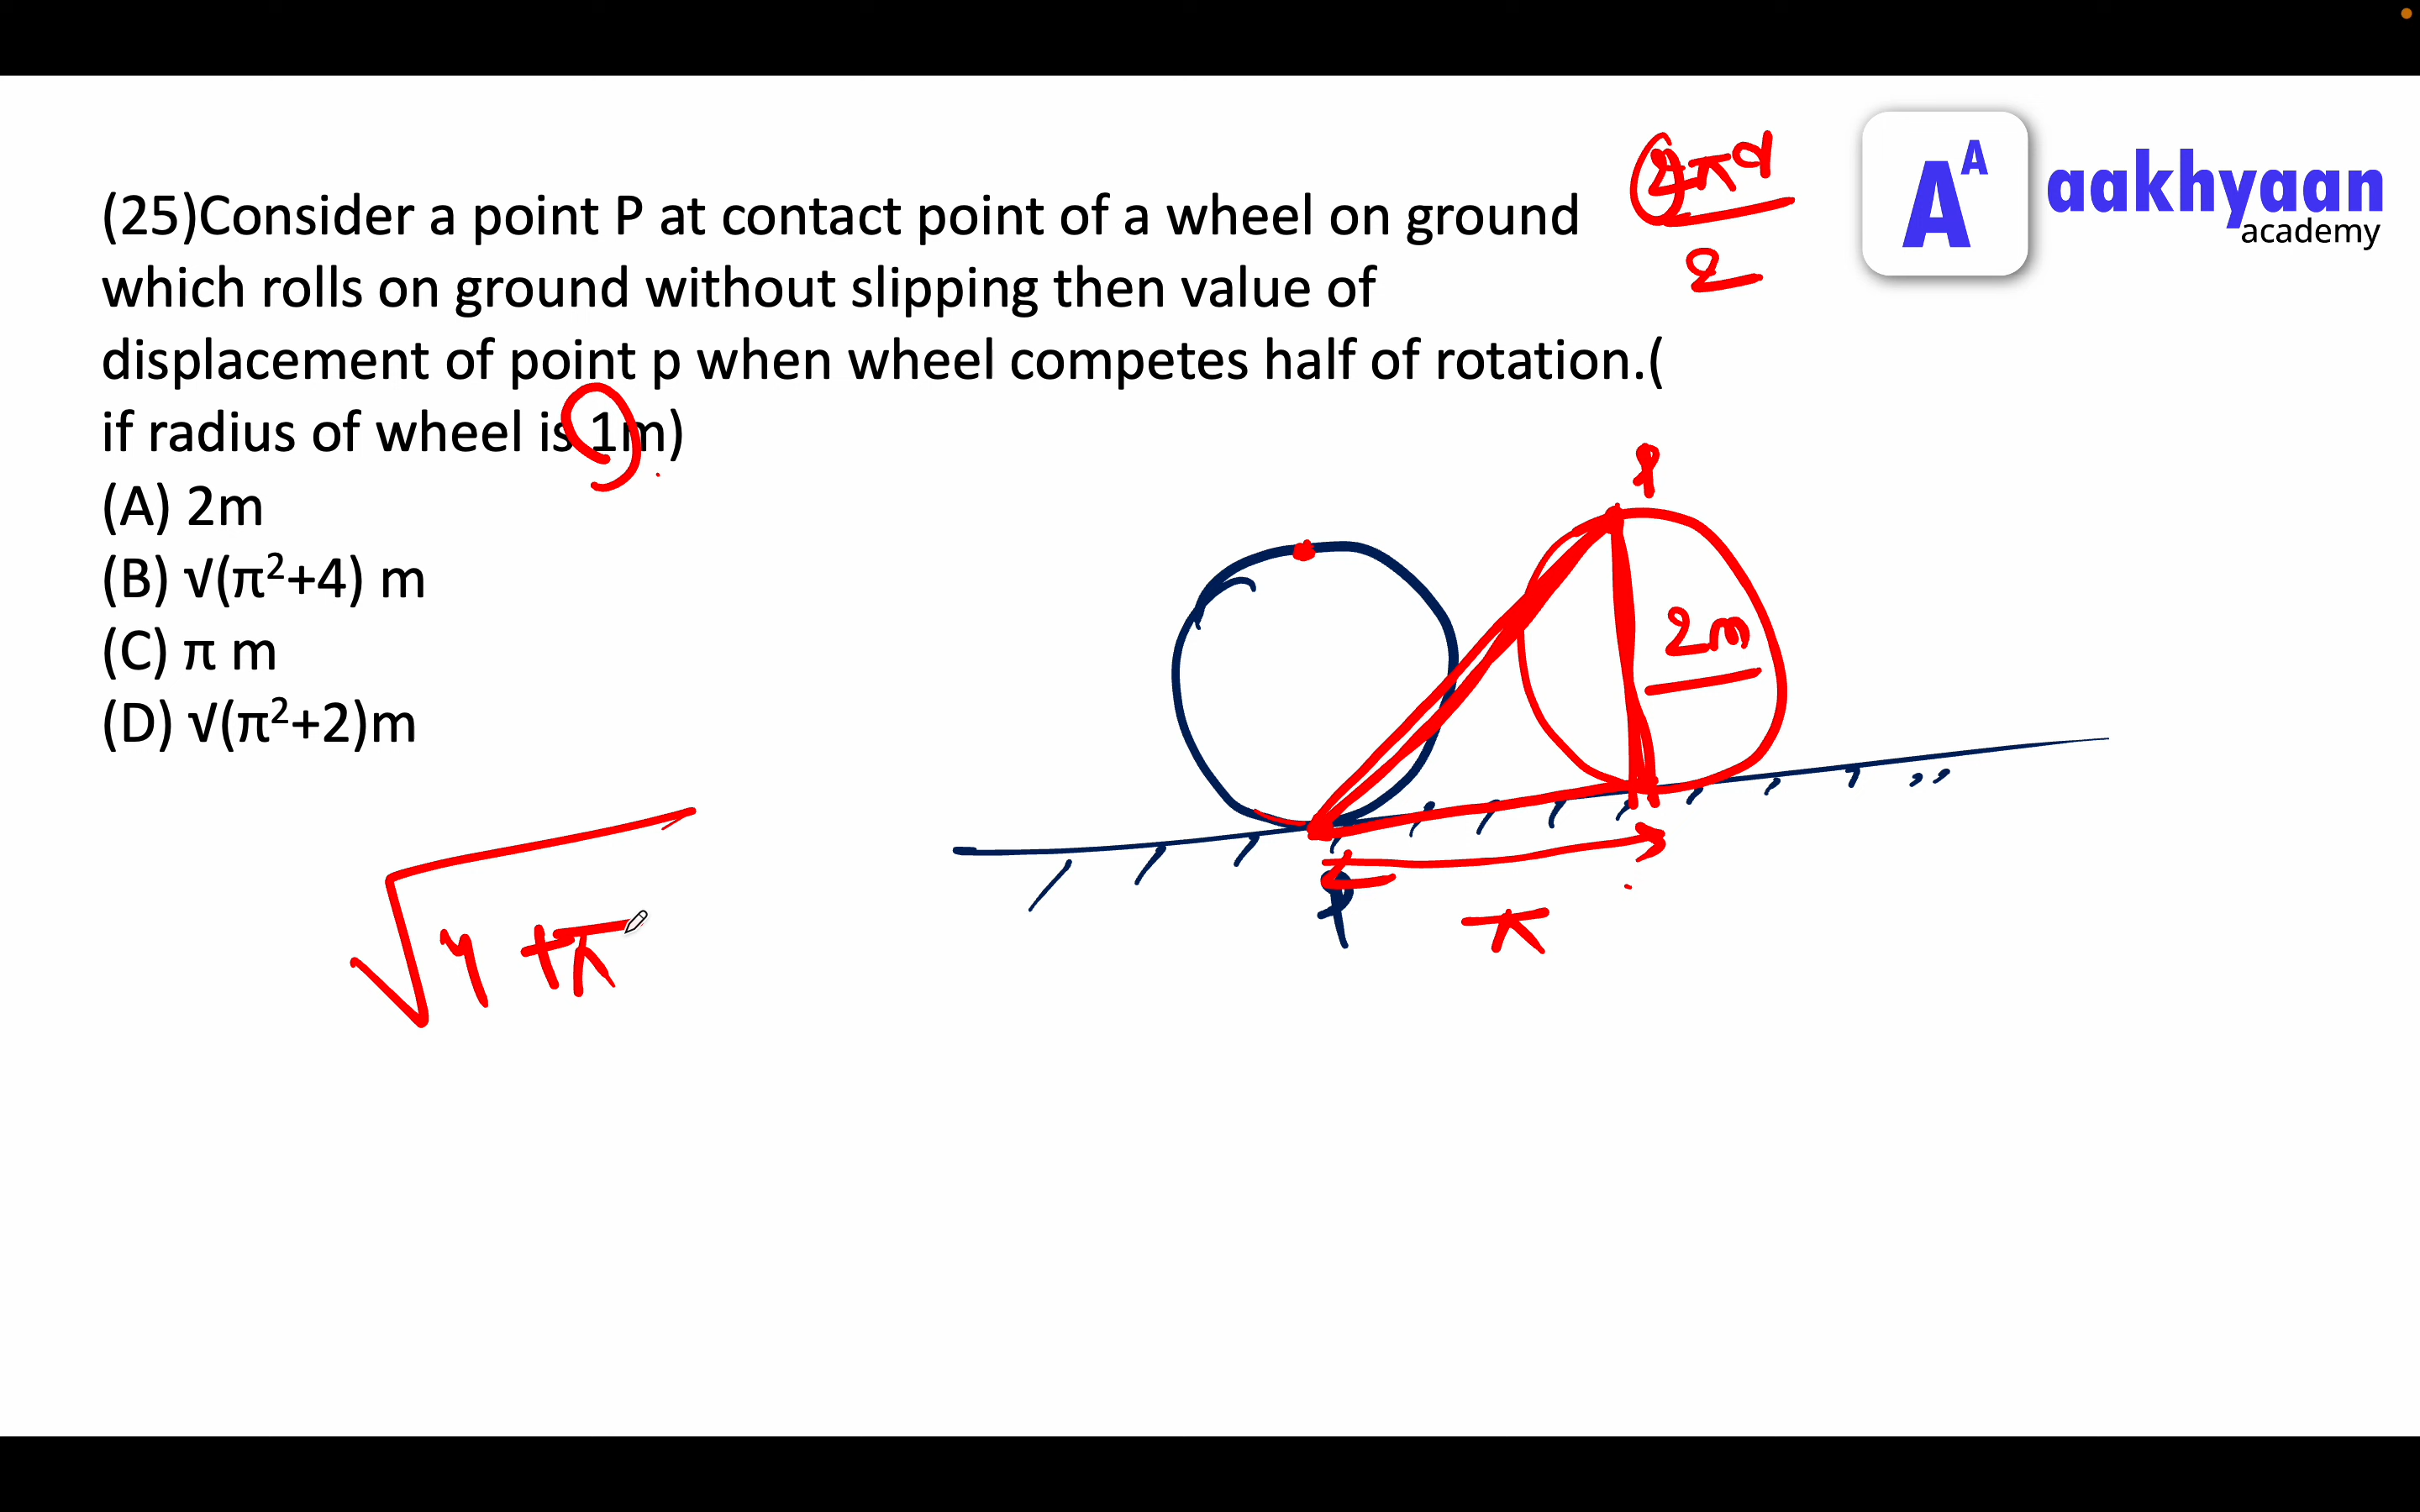 (25)Consider a point P at contact point of a wheel on ground
which rolls on ground without slipping then value of
displacement of point p when wheel competes half of rotation.(
if radius of wheel is 1m)
(A) 2m
(B) √(π²+4) m
(C) π m
(D) √(π²+2)m
A A
aakhyaan
academy
2πr
2
P
2m
P
π
√4 + π